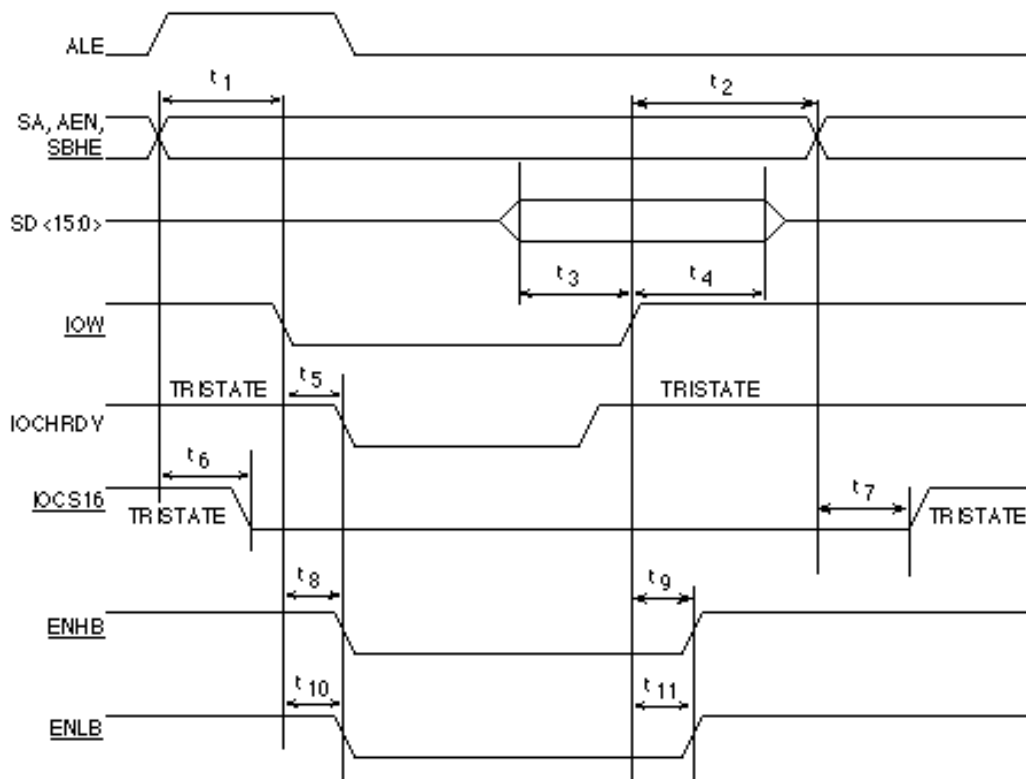 ALE
t1
t2
SA, AEN,
SBHE
SD <15:0>
t3
t4
IOW
t5
TRISTATE
TRISTATE
IOCHRDY
t6
IOCS16
TRISTATE
t7
TRISTATE
t8
t9
ENHB
t10
t11
ENLB